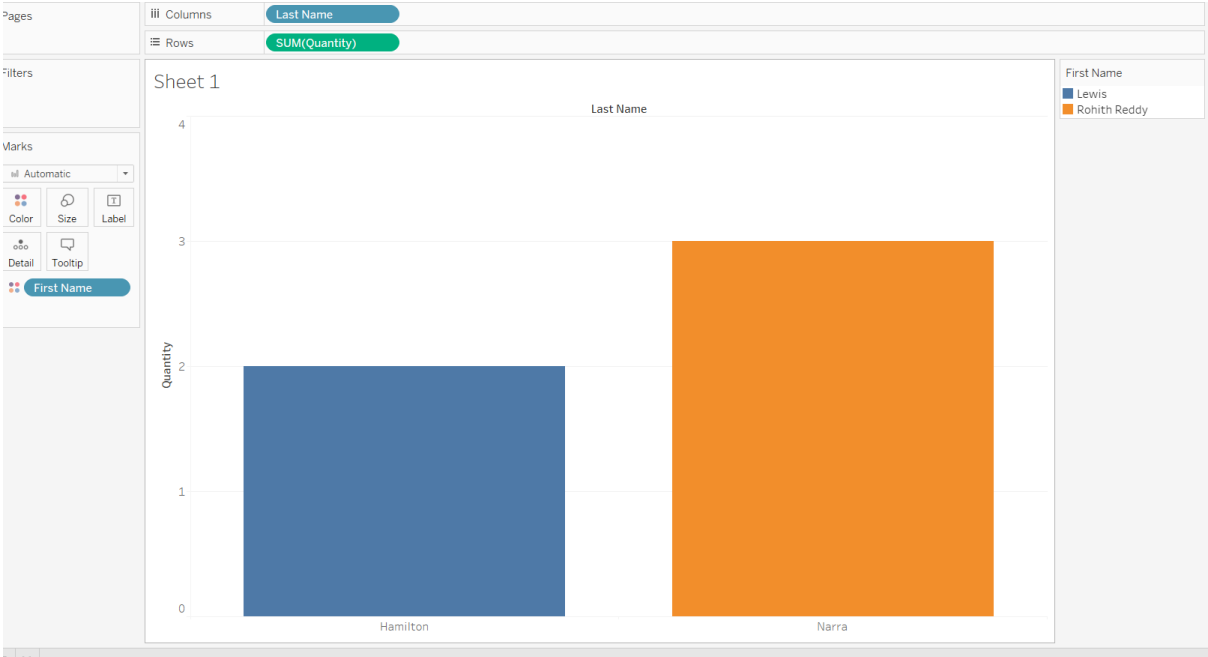 Pages
iii Columns
Last Name
Rows
SUM(Quantity)
Filters
Sheet 1
First Name
Lewis
Rohith Reddy
Last Name
4
3
2
1
0
Quantity
Marks
Automatic
Color
Size
T
Label
Detail
Tooltip
First Name
Hamilton
Narra